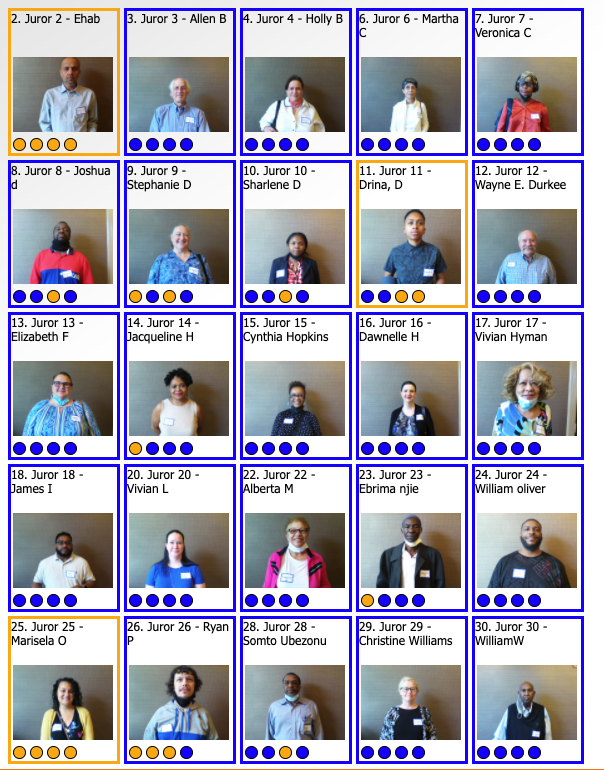 2. Juror 2 - Ehab
3. Juror 3 - Allen B
4. Juror 4 - Holly B
6. Juror 6 - Martha
C
7. Juror 7 -
Veronica C
8. Juror 8 - Joshua
d
9. Juror 9 -
Stephanie D
10. Juror 10 -
Sharlene D
11. Juror 11 -
Drina, D
12. Juror 12 -
Wayne E. Durkee
13. Juror 13 -
Elizabeth F
14. Juror 14 -
Jacqueline H
15. Juror 15 -
Cynthia Hopkins
16. Juror 16 -
Dawnelle H
17. Juror 17 -
Vivian Hyman
18. Juror 18 -
James I
20. Juror 20 -
Vivian L
22. Juror 22 -
Alberta M
23. Juror 23 -
Ebrima njie
24. Juror 24 -
William oliver
25. Juror 25 -
Marisela O
26. Juror 26 - Ryan
P
28. Juror 28 -
Somto Ubezonu
29. Juror 29 -
Christine Williams
30. Juror 30 -
WilliamW